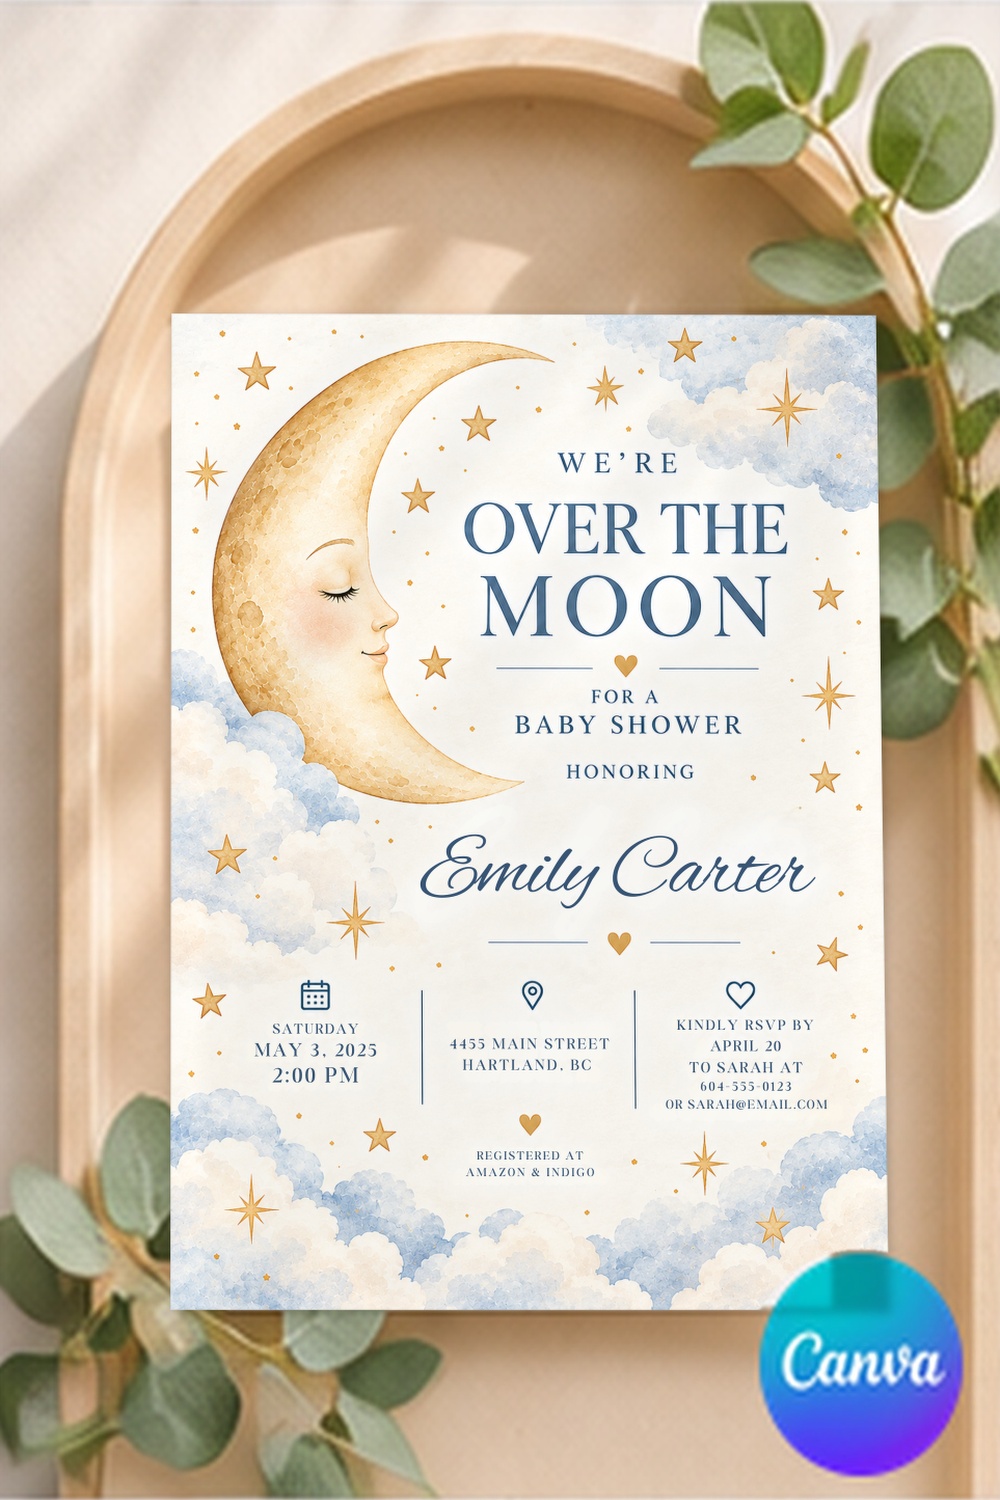 WE'RE
OVER THE
MOON
FOR A
BABY SHOWER
HONORING
Emily Carter
SATURDAY
MAY 3, 2025
2:00 PM
4455 MAIN STREET
HARTLAND, BC
KINDLY RSVP BY
APRIL 20
TO SARAH AT
604-555-0123
OR SARAH@EMAIL.COM
REGISTERED AT
AMAZON & INDIGO
Canva